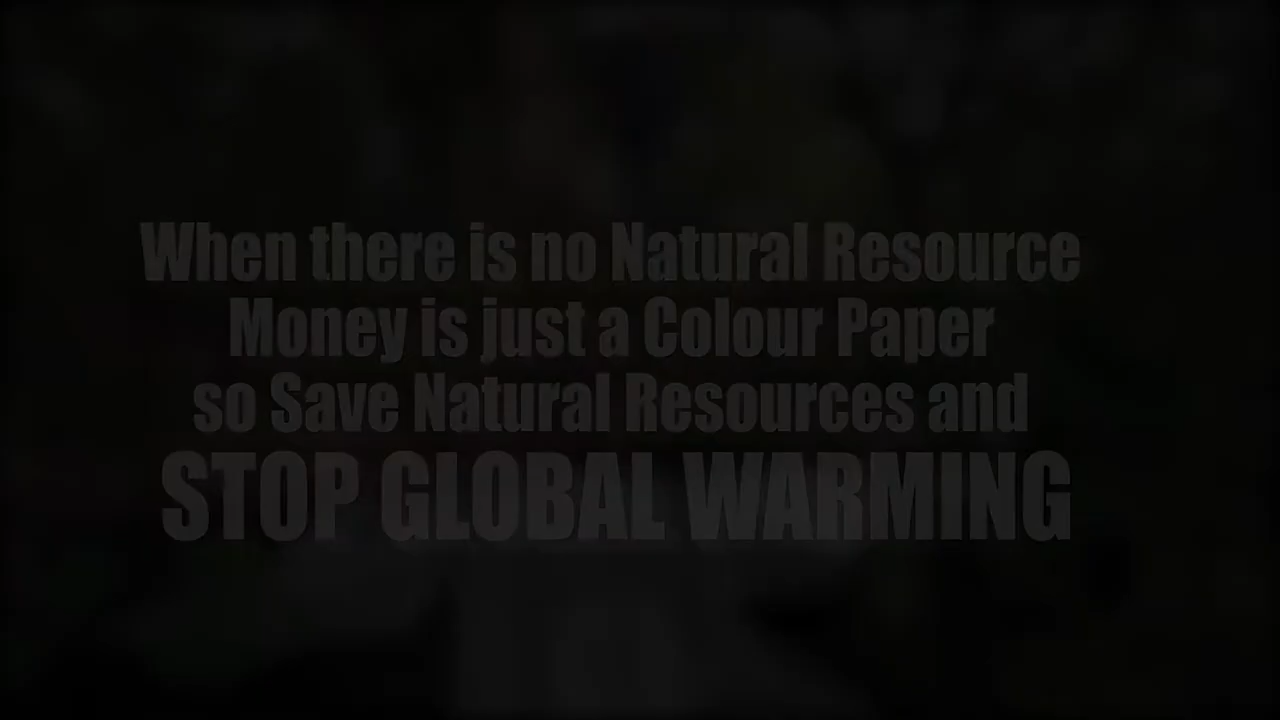 When there is no Natural Resource
Money is just a Colour Paper
so Save Natural Resources and
STOP GLOBAL WARMING